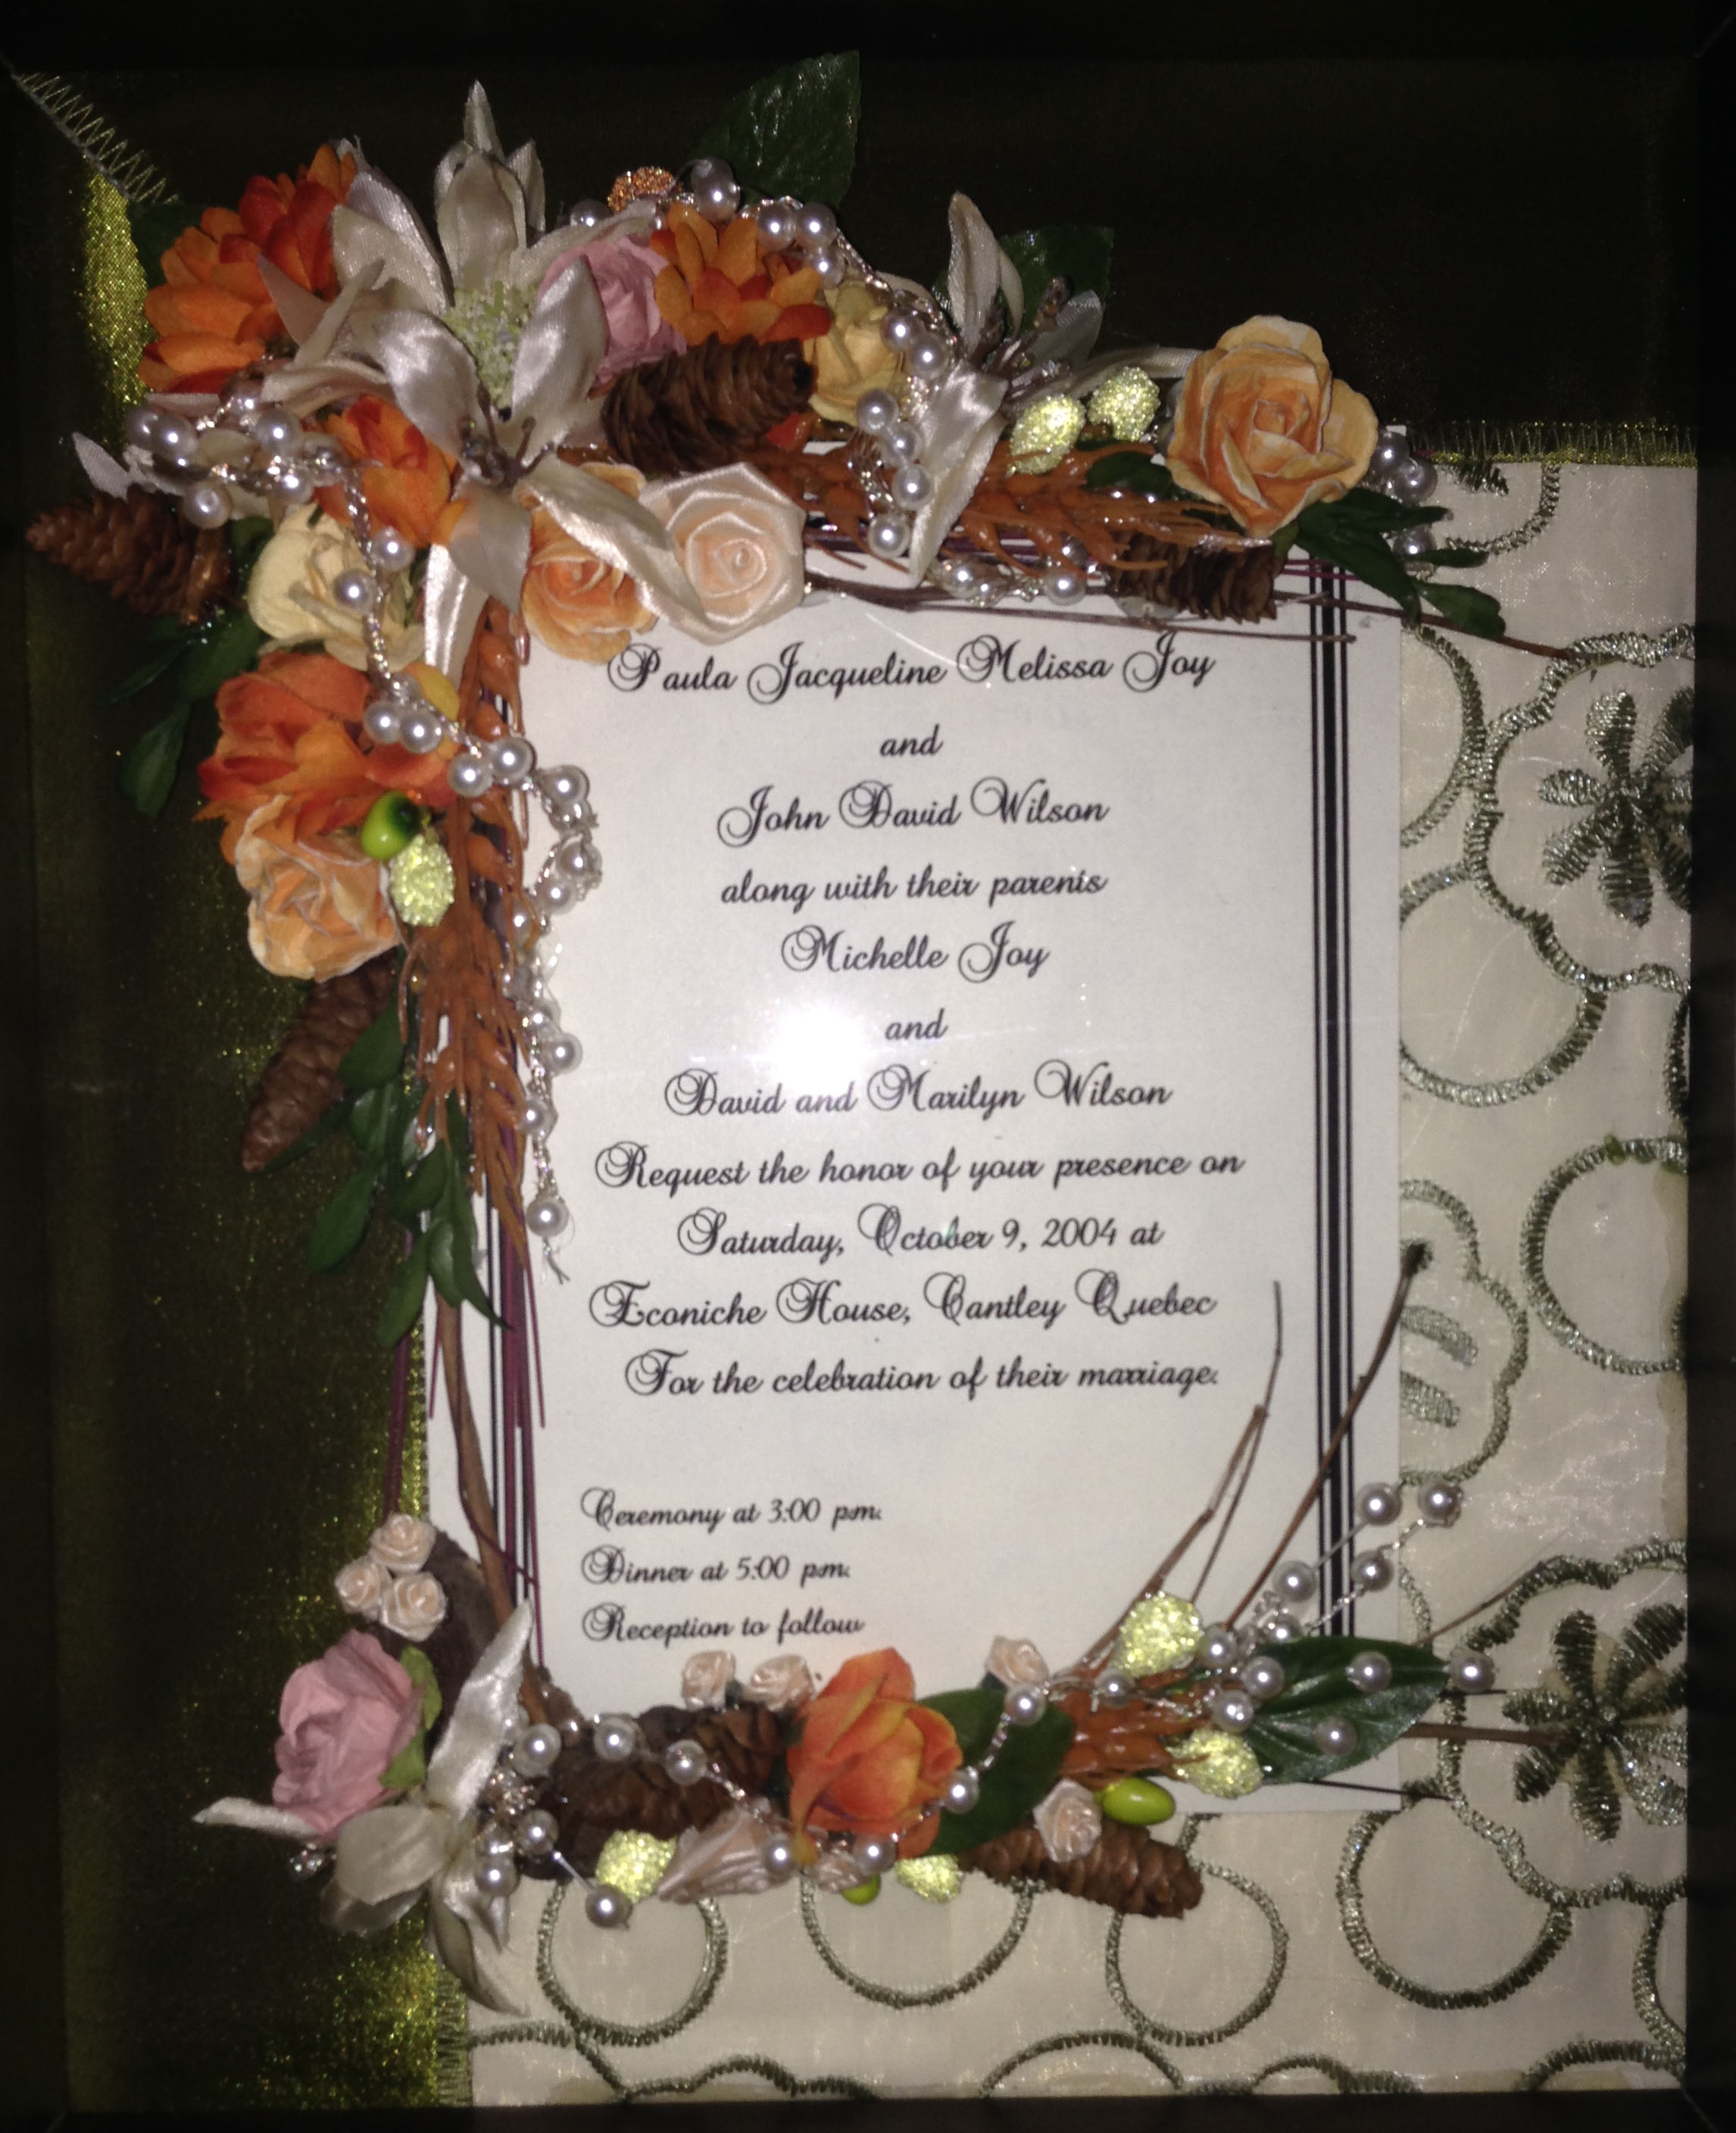 Paula Jacqueline Melissa Joy
and
John David Wilson
along with their parents
Michelle Joy
and
David and Marilyn Wilson
Request the honor of your presence on
Saturday, October 9, 2004 at
Econiche House, Cantley Quebec
For the celebration of their marriage.
Ceremony at 3:00 p.m.
Dinner at 5:00 p.m.
Reception to follow